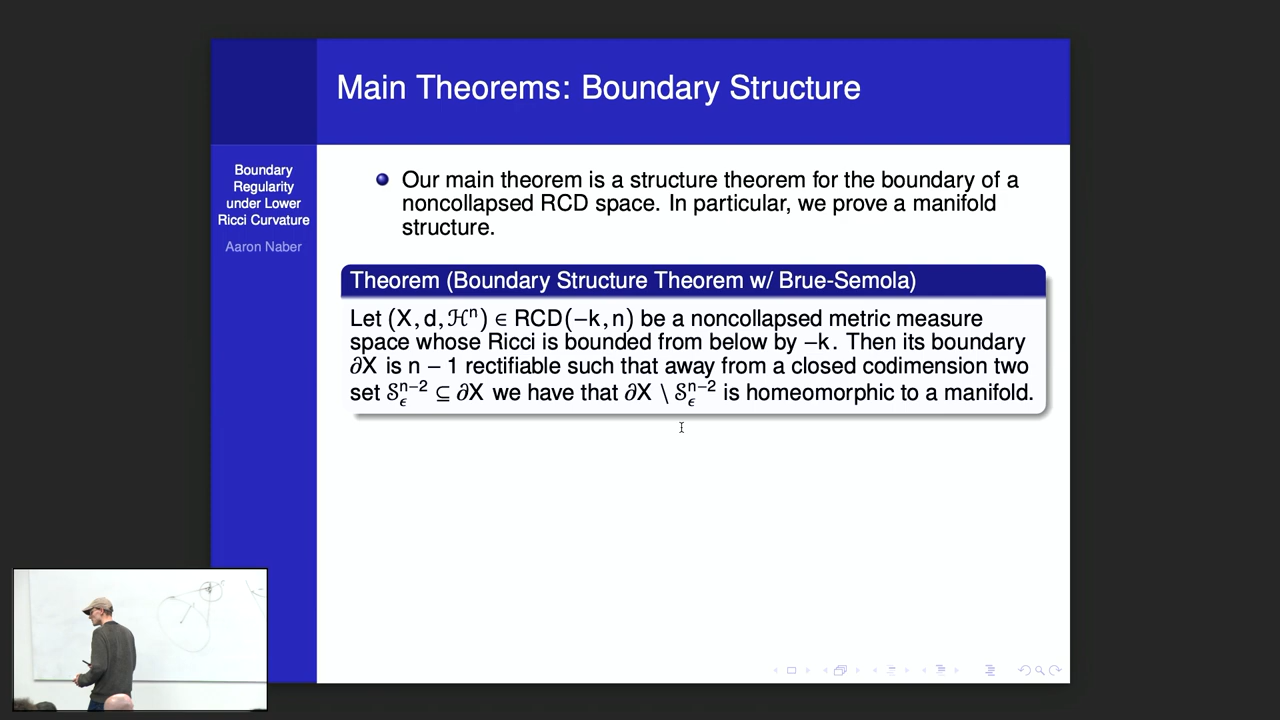 Main Theorems: Boundary Structure
Boundary
Regularity
under Lower
Ricci Curvature
Aaron Naber
Our main theorem is a structure theorem for the boundary of a
noncollapsed RCD space. In particular, we prove a manifold
structure.
Theorem (Boundary Structure Theorem w/ Brue-Semola)
Let (X, d, ℋⁿ) ∈ RCD(−k, n) be a noncollapsed metric measure
space whose Ricci is bounded from below by −k. Then its boundary
∂X is n − 1 rectifiable such that away from a closed codimension two
set 𝒮_ϵ^{n−2} ⊆ ∂X we have that ∂X \ 𝒮_ϵ^{n−2} is homeomorphic to a manifold.